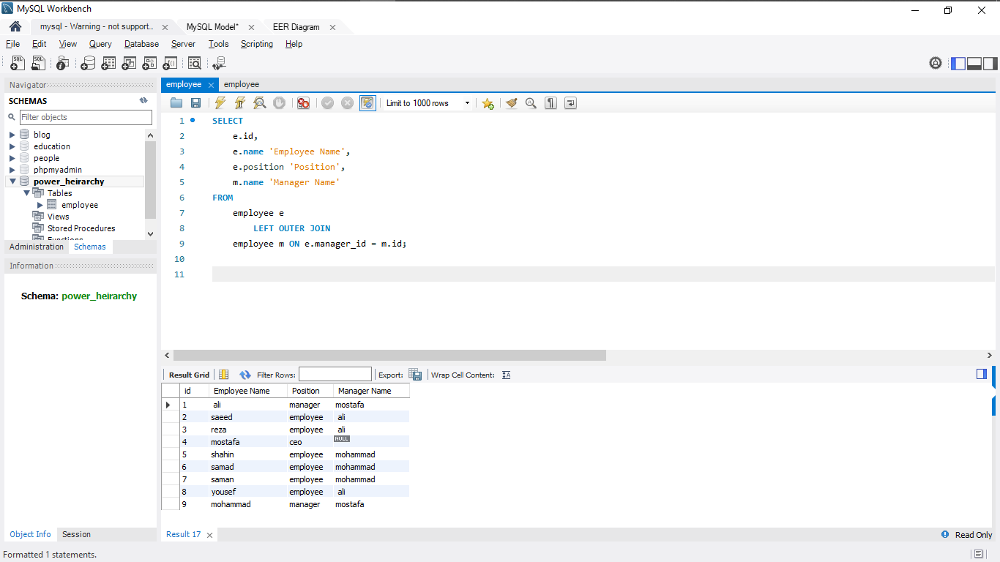 MySQL Workbench
mysql - Warning - not support... MySQL Model* EER Diagram
File Edit View Query Database Server Tools Scripting Help
Navigator
SCHEMAS
Filter objects
blog
education
people
phpmyadmin
power_heirarchy
Tables
employee
Views
Stored Procedures
Functions
Administration Schemas
Information
Schema: power_heirarchy
Object Info Session
employee employee
Limit to 1000 rows
1 SELECT
2 e.id,
3 e.name 'Employee Name',
4 e.position 'Position',
5 m.name 'Manager Name'
6 FROM
7 employee e
8 LEFT OUTER JOIN
9 employee m ON e.manager_id = m.id;
10
11
Result Grid Filter Rows: Export: Wrap Cell Content:
id Employee Name Position Manager Name
1 ali manager mostafa
2 saeed employee ali
3 reza employee ali
4 mostafa ceo NULL
5 shahin employee mohammad
6 samad employee mohammad
7 saman employee mohammad
8 yousef employee ali
9 mohammad manager mostafa
Result 17 Read Only
Formatted 1 statements.